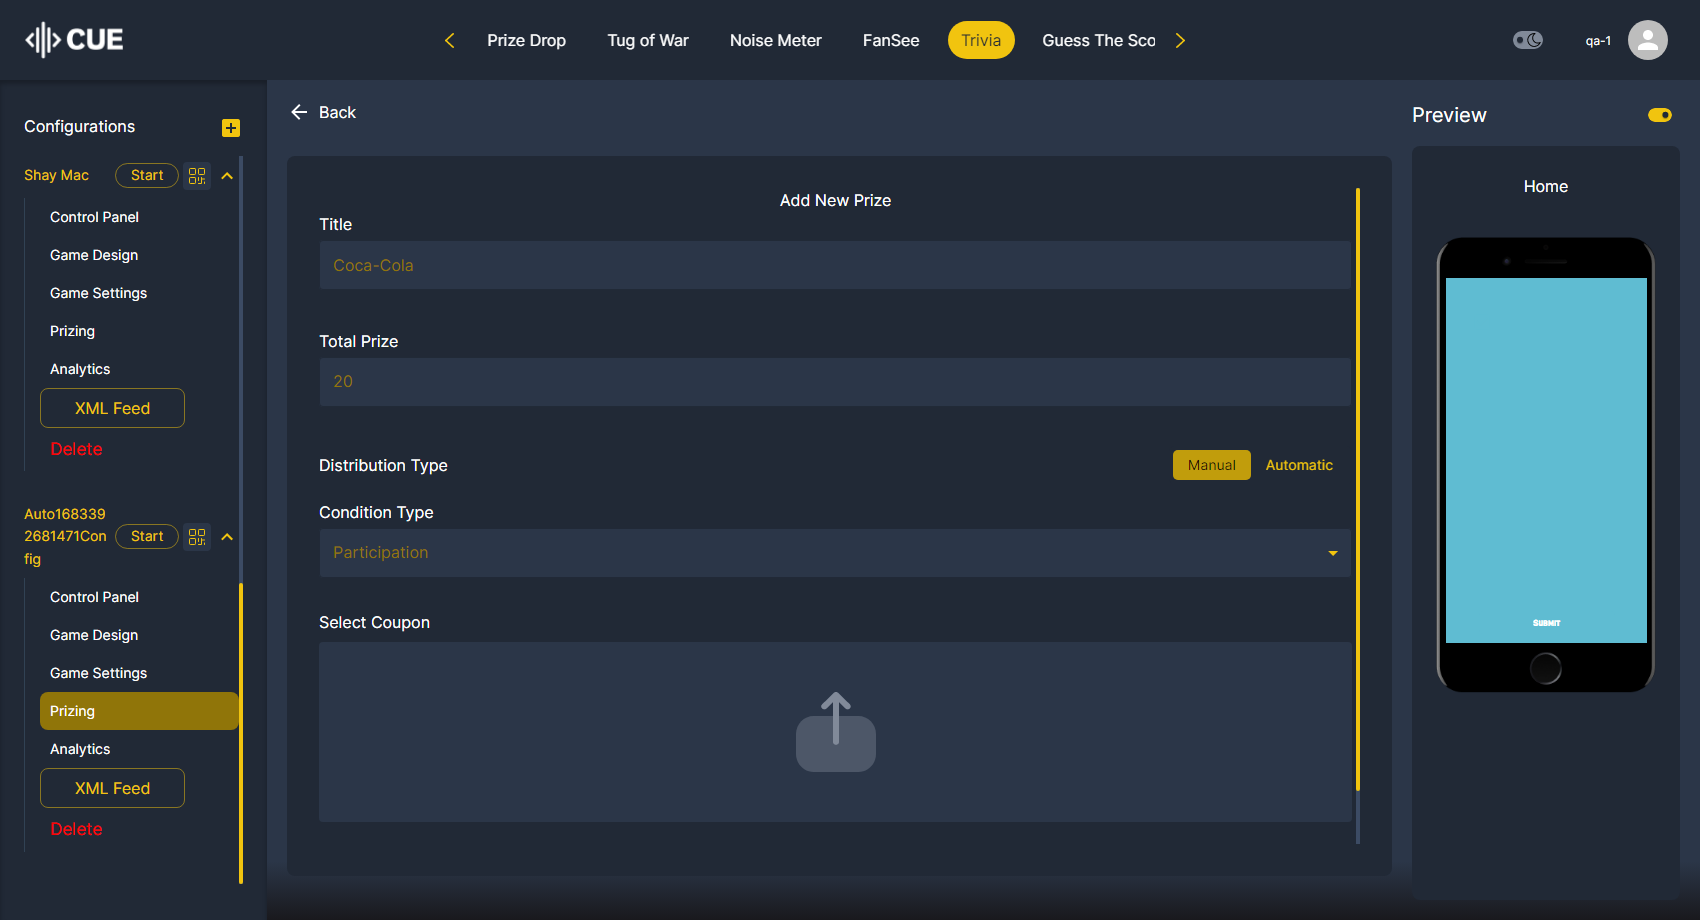 CUE
Prize Drop
Tug of War
Noise Meter
FanSee
Trivia
Guess The Sco
qa-1
Configurations
Shay Mac
Start
Control Panel
Game Design
Game Settings
Prizing
Analytics
XML Feed
Delete
Auto168339
2681471Con
fig
Start
Control Panel
Game Design
Game Settings
Prizing
Analytics
XML Feed
Delete
Back
Add New Prize
Title
Coca-Cola
Total Prize
20
Distribution Type
Manual
Automatic
Condition Type
Participation
Select Coupon
Preview
Home
SUBMIT